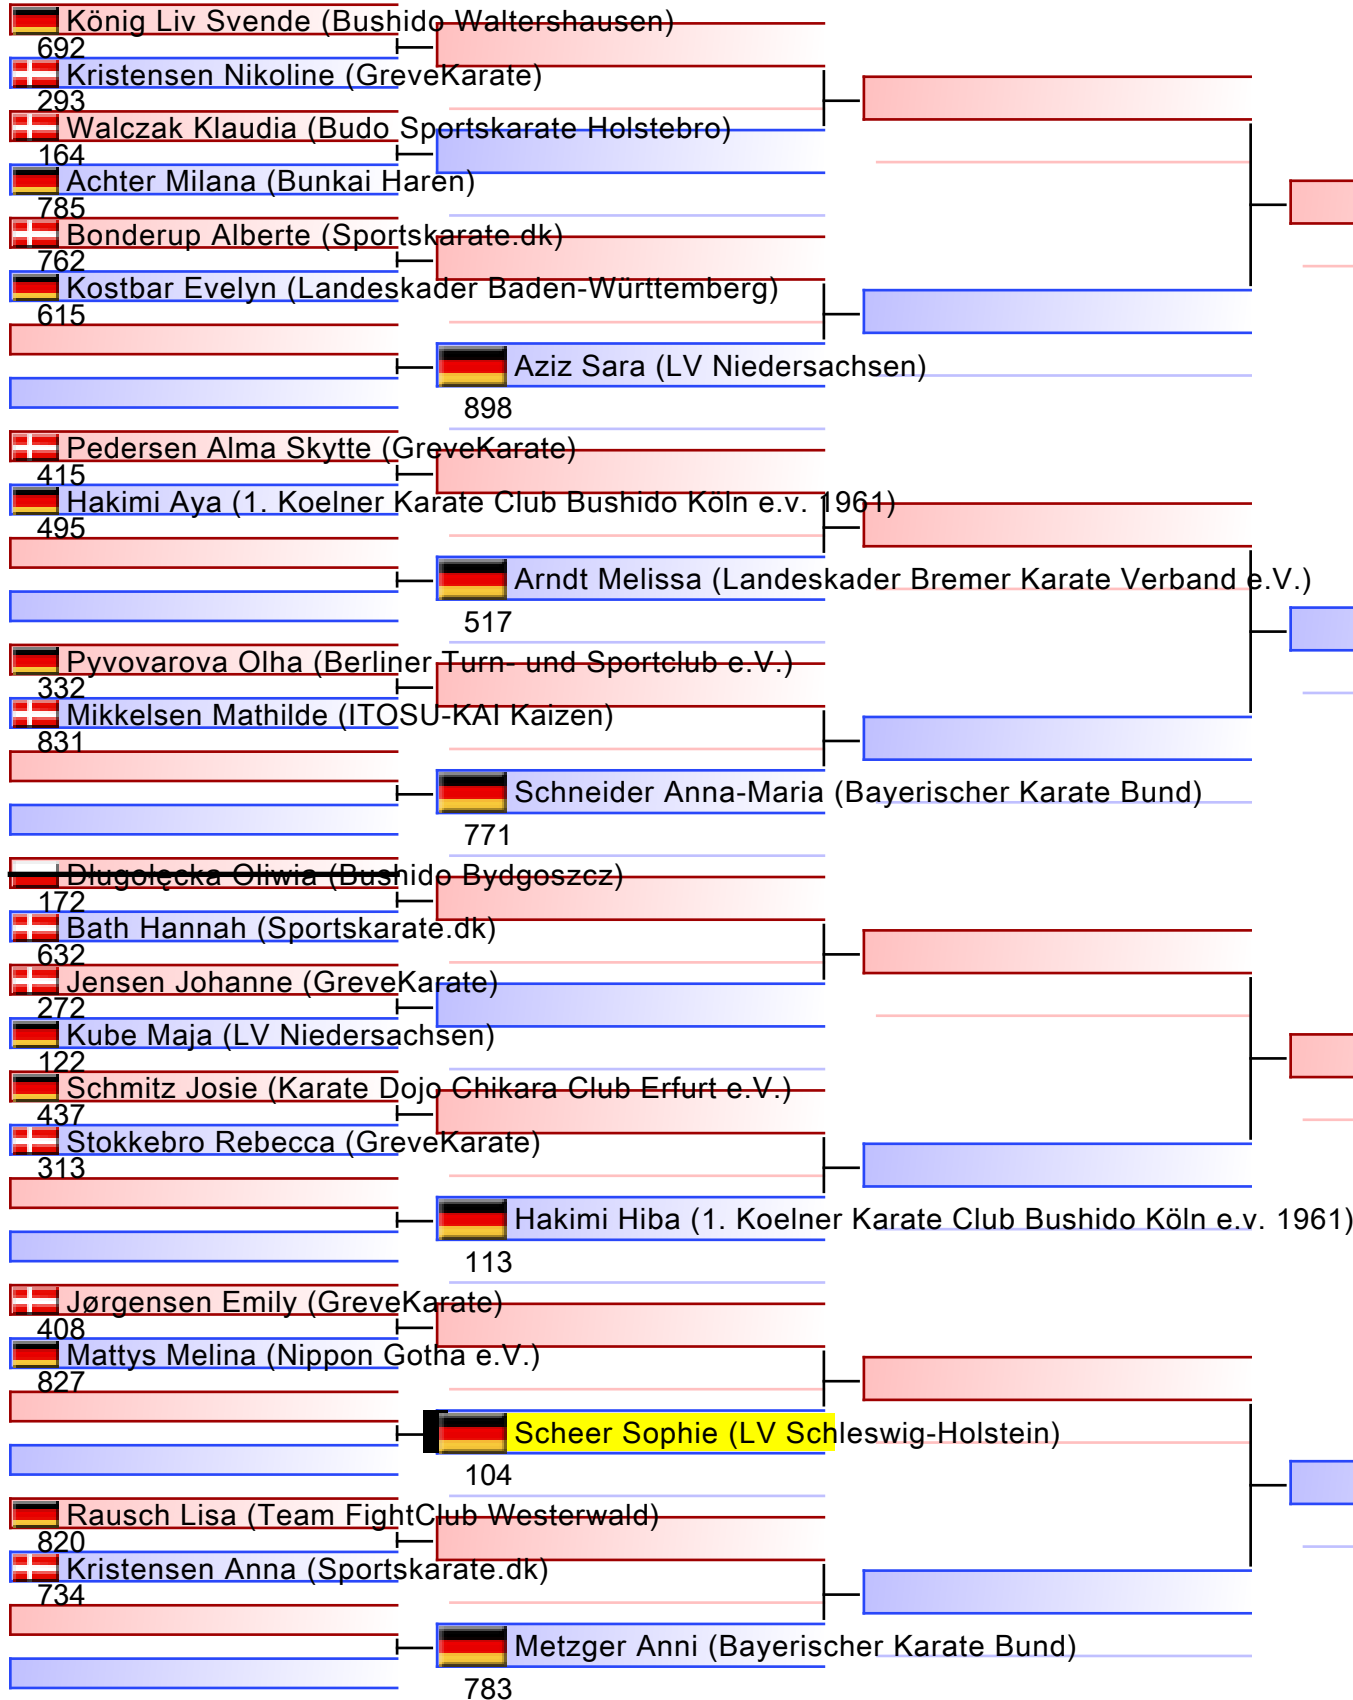 König Liv Svende (Bushido Waltershausen)
692
Kristensen Nikoline (GreveKarate)
293
Walczak Klaudia (Budo Sportskarate Holstebro)
164
Achter Milana (Bunkai Haren)
785
Bonderup Alberte (Sportskarate.dk)
762
Kostbar Evelyn (Landeskader Baden-Württemberg)
615
Aziz Sara (LV Niedersachsen)
898
Pedersen Alma Skytte (GreveKarate)
415
Hakimi Aya (1. Koelner Karate Club Bushido Köln e.v. 1961)
495
Arndt Melissa (Landeskader Bremer Karate Verband e.V.)
517
Pyvovarova Olha (Berliner Turn- und Sportclub e.V.)
332
Mikkelsen Mathilde (ITOSU-KAI Kaizen)
831
Schneider Anna-Maria (Bayerischer Karate Bund)
771
Długołęcka Oliwia (Bushido Bydgoszcz)
172
Bath Hannah (Sportskarate.dk)
632
Jensen Johanne (GreveKarate)
272
Kube Maja (LV Niedersachsen)
122
Schmitz Josie (Karate Dojo Chikara Club Erfurt e.V.)
437
Stokkebro Rebecca (GreveKarate)
313
Hakimi Hiba (1. Koelner Karate Club Bushido Köln e.v. 1961)
113
Jørgensen Emily (GreveKarate)
408
Mattys Melina (Nippon Gotha e.V.)
827
Scheer Sophie (LV Schleswig-Holstein)
104
Rausch Lisa (Team FightClub Westerwald)
820
Kristensen Anna (Sportskarate.dk)
734
Metzger Anni (Bayerischer Karate Bund)
783